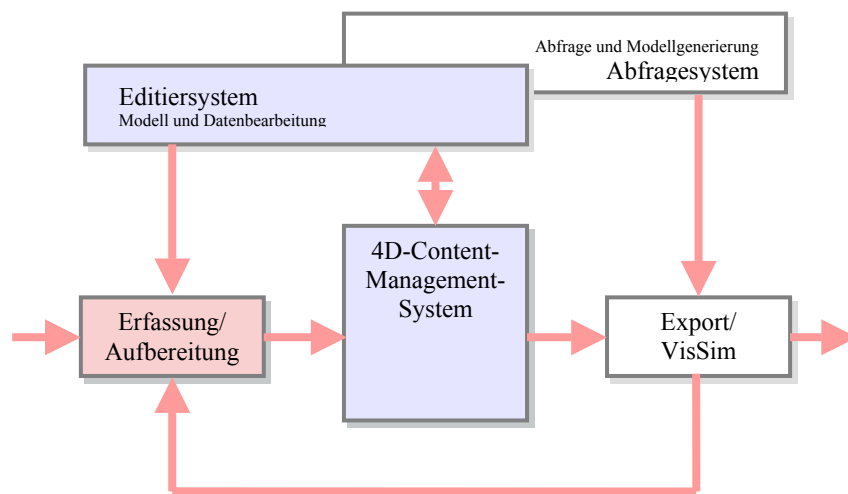 Abfrage und Modellgenerierung
Abfragesystem
Editiersystem
Modell und Datenbearbeitung
4D-Content-
Management-
System
Erfassung/
Aufbereitung
Export/
VisSim